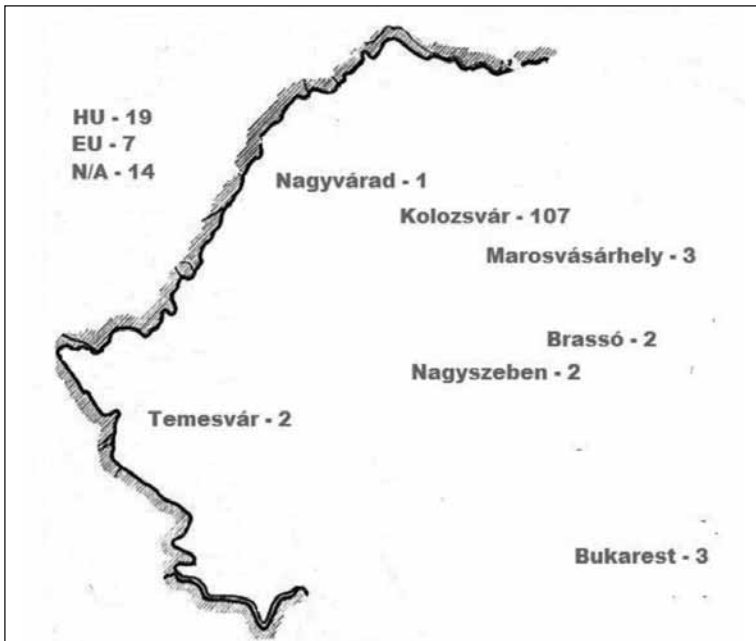 HU - 19
EU - 7
N/A - 14
Nagyvárad - 1
Kolozsvár - 107
Marosvásárhely - 3
Brassó - 2
Nagyszeben - 2
Temesvár - 2
Bukarest - 3